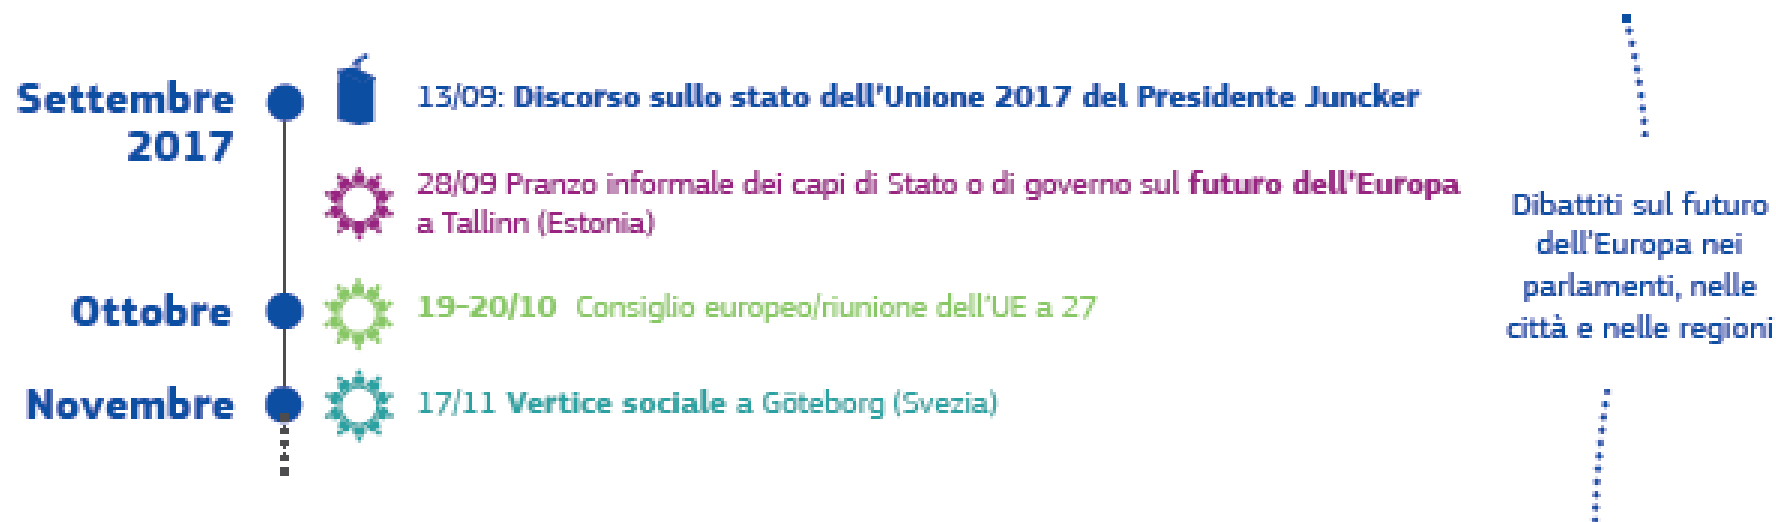 Settembre
2017
13/09: Discorso sullo stato dell'Unione 2017 del Presidente Juncker
28/09 Pranzo informale dei capi di Stato o di governo sul futuro dell'Europa
a Tallinn (Estonia)
Ottobre
19-20/10 Consiglio europeo/riunione dell'UE a 27
Novembre
17/11 Vertice sociale a Göteborg (Svezia)
Dibattiti sul futuro
dell'Europa nei
parlamenti, nelle
città e nelle regioni